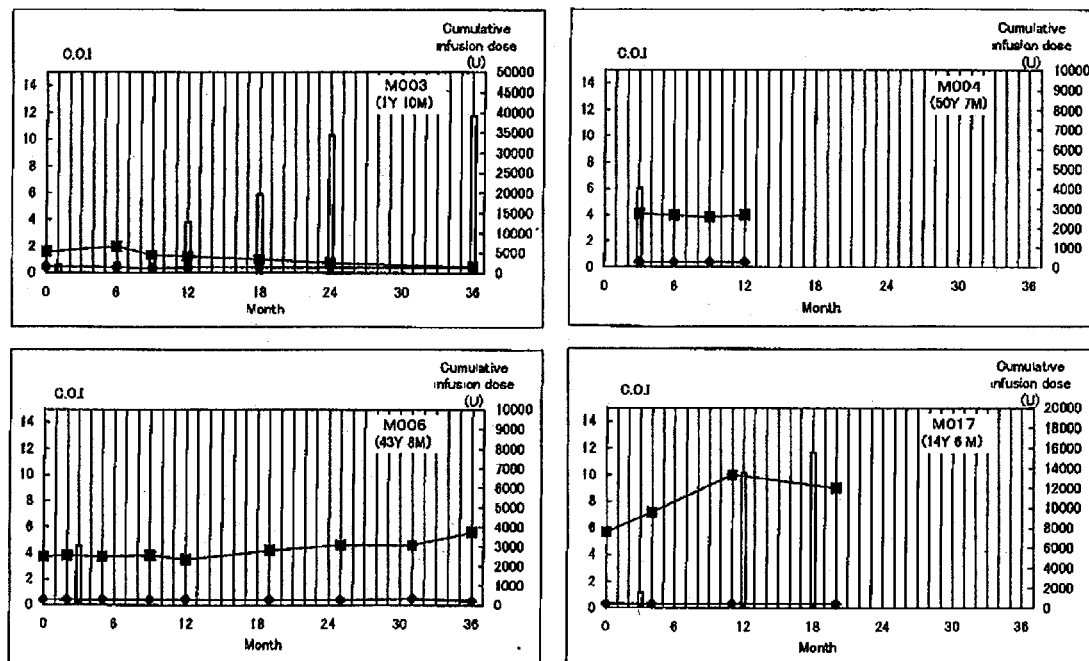 Cumulative
infusion dose
(U)
C.O.I
M003
(1Y 10M)
14
12
10
8
6
4
2
0
50000
45000
40000
35000
30000
25000
20000
15000
10000
5000
0
0 6 12 18 24 30 36
Month
Cumulative
infusion dose
(U)
C.O.I
M004
(50Y 7M)
14
12
10
8
6
4
2
0
10000
9000
8000
7000
6000
5000
4000
3000
2000
1000
0
0 6 12 18 24 30 36
Month
Cumulative
infusion dose
(U)
C.O.I
M006
(43Y 8M)
14
12
10
8
6
4
2
0
10000
9000
8000
7000
6000
5000
4000
3000
2000
1000
0
0 6 12 18 24 30 36
Month
Cumulative
infusion dose
(U)
C.O.I
M017
(14Y 6 M)
14
12
10
8
6
4
2
0
20000
18000
16000
14000
12000
10000
8000
6000
4000
2000
0
0 6 12 18 24 30 36
Month